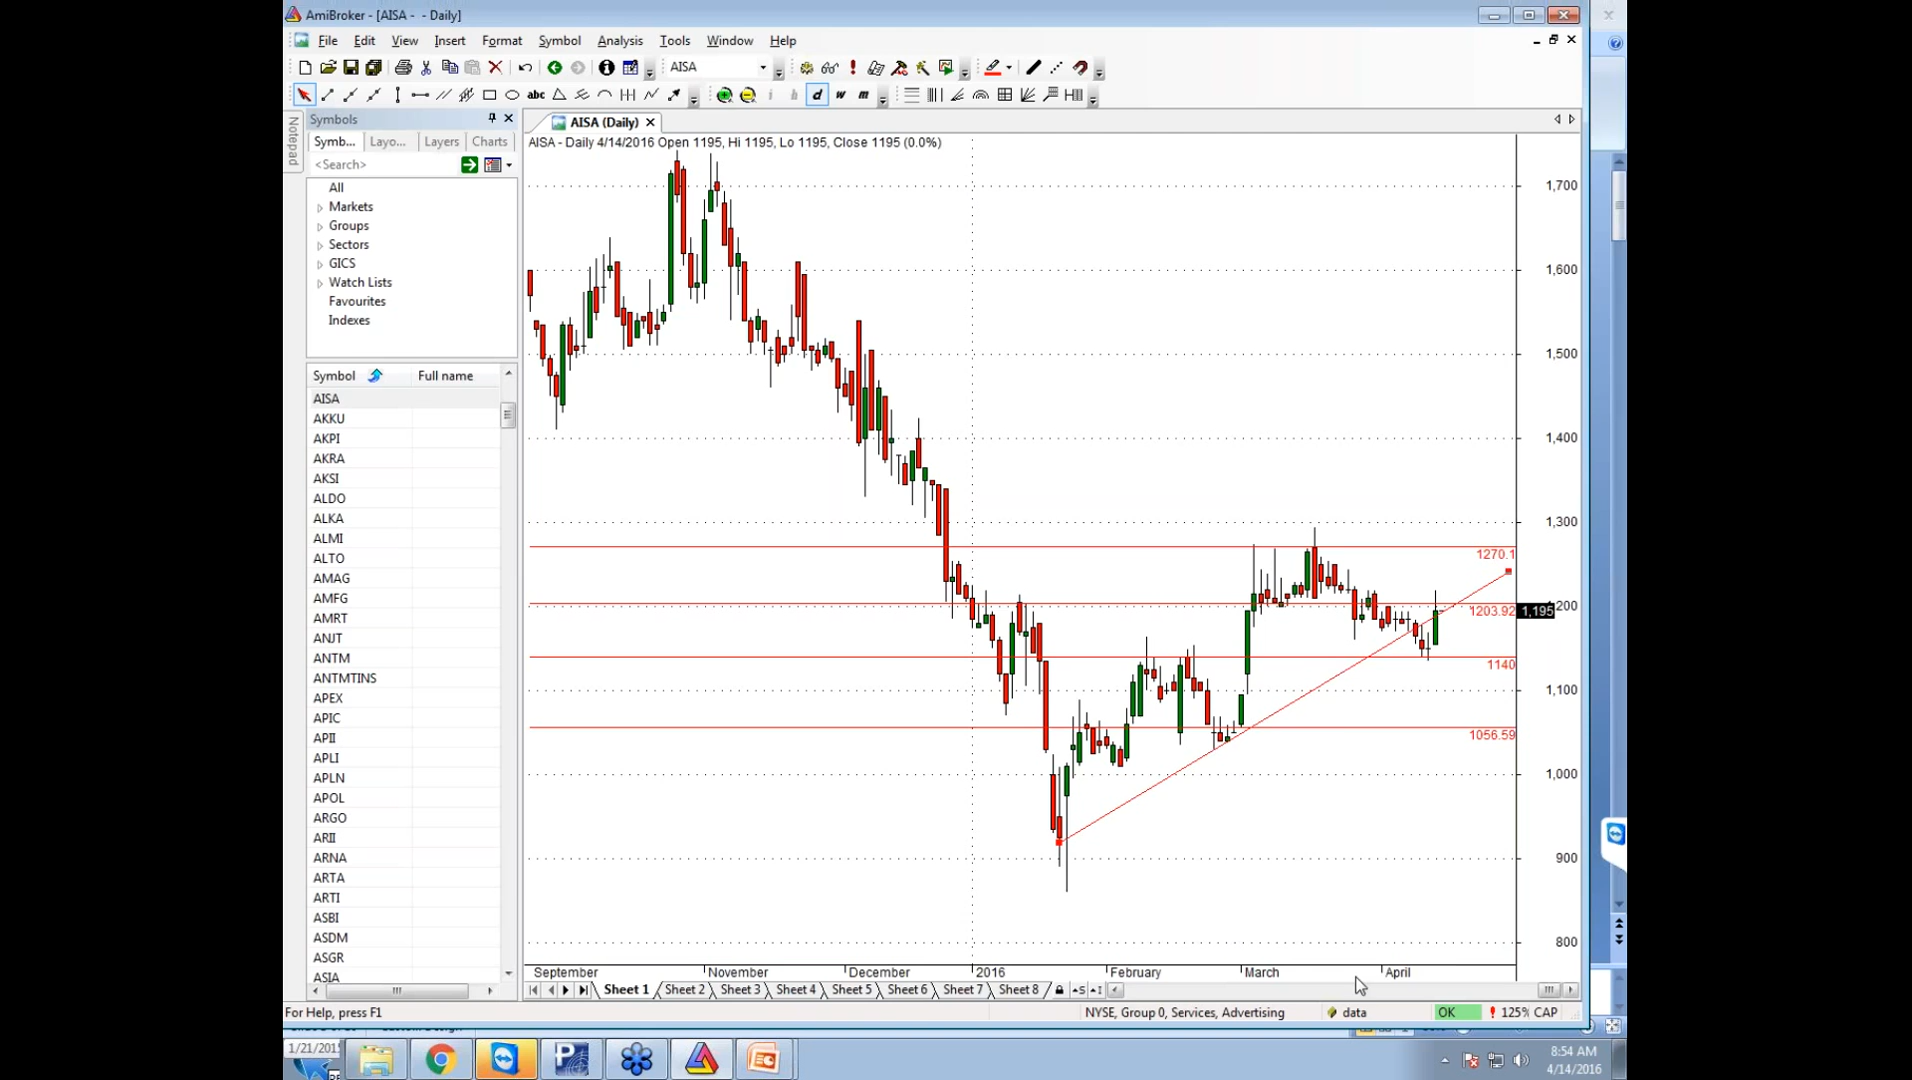 AmiBroker - [AISA - - Daily]
File Edit View Insert Format Symbol Analysis Tools Window Help
AISA
abc i h d w m
Notepad
Symbols
Symb... Layo... Layers Charts
<Search>
All
Markets
Groups
Sectors
GICS
Watch Lists
Favourites
Indexes
Symbol Full name
AISA
AKKU
AKPI
AKRA
AKSI
ALDO
ALKA
ALMI
ALTO
AMAG
AMFG
AMRT
ANJT
ANTM
ANTMTINS
APEX
APIC
APII
APLI
APLN
APOL
ARGO
ARII
ARNA
ARTA
ARTI
ASBI
ASDM
ASGR
ASIA
AISA (Daily)
AISA - Daily 4/14/2016 Open 1195, Hi 1195, Lo 1195, Close 1195 (0.0%)
1,700
1,600
1,500
1,400
1,300
1270.1
1203.92
1,195
200
1140
1,100
1056.59
1,000
900
800
September November December 2016 February March April
Sheet 1 Sheet 2 Sheet 3 Sheet 4 Sheet 5 Sheet 6 Sheet 7 Sheet 8
For Help, press F1
NYSE, Group 0, Services, Advertising data OK 125% CAP
1/21/201
8:54 AM
4/14/2016